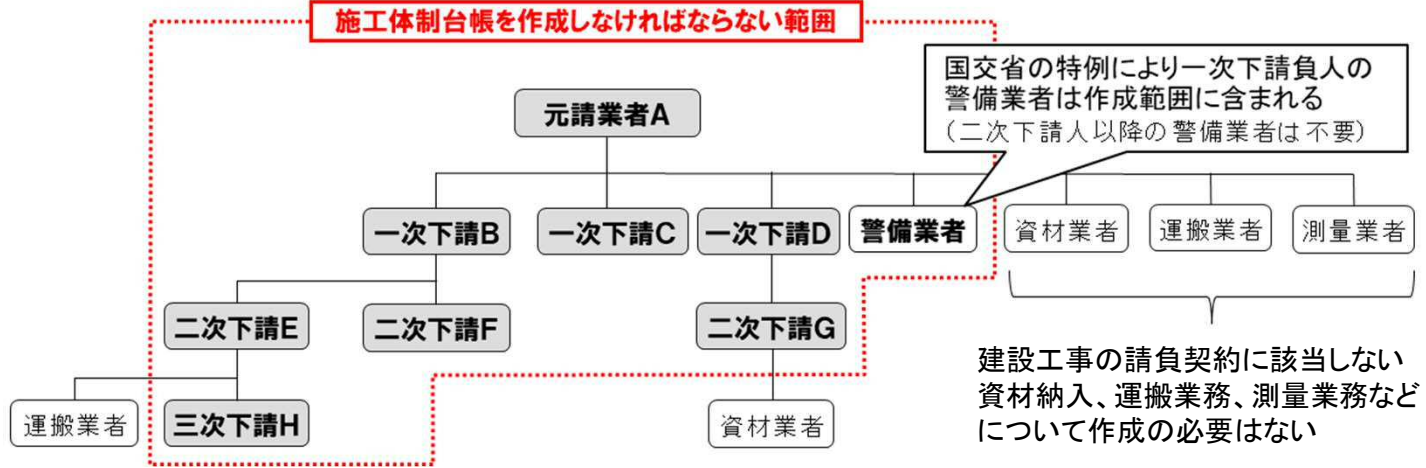 施工体制台帳を作成しなければならない範囲
国交省の特例により一次下請負人の
警備業者は作成範囲に含まれる
（二次下請人以降の警備業者は不要）
元請業者A
一次下請B
一次下請C
一次下請D
警備業者
資材業者
運搬業者
測量業者
二次下請E
二次下請F
二次下請G
建設工事の請負契約に該当しない
資材納入、運搬業務、測量業務など
について作成の必要はない
運搬業者
三次下請H
資材業者